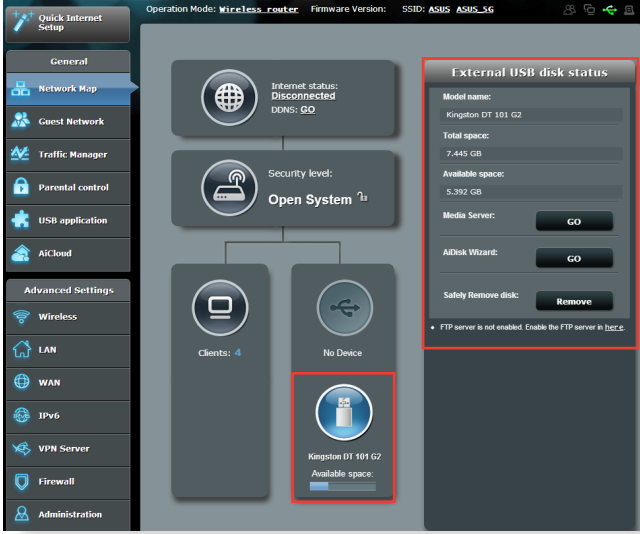 Quick Internet
Setup
Operation Mode: Wireless router Firmware Version: SSID: ASUS ASUS_5G
General
Network Map
Guest Network
Traffic Manager
Parental control
USB application
AiCloud
Advanced Settings
Wireless
LAN
WAN
IPv6
VPN Server
Firewall
Administration
Internet status:
Disconnected
DDNS: GO
Security level:
Open System
Clients: 4
No Device
Kingston DT 101 G2
Available space:
External USB disk status
Model name:
Kingston DT 101 G2
Total space:
7.445 GB
Available space:
5.392 GB
Media Server: GO
AiDisk Wizard: GO
Safely Remove disk: Remove
• FTP server is not enabled. Enable the FTP server in here.